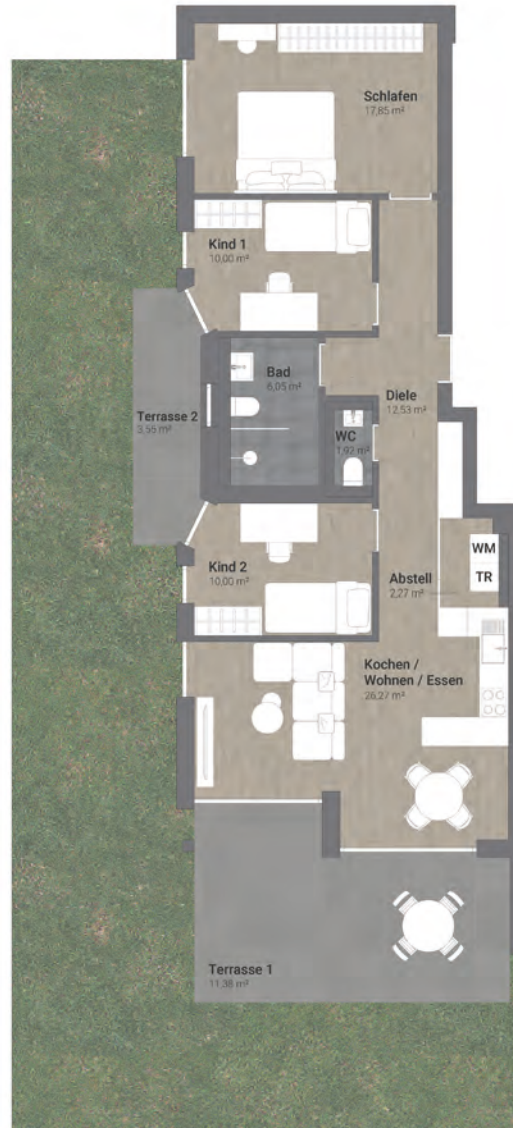 Schlafen
17,85 m²
Kind 1
10,00 m²
Bad
6,05 m²
Diele
12,53 m²
Terrasse 2
3,55 m²
WC
1,92 m²
WM
TR
Kind 2
10,00 m²
Abstell
2,27 m²
Kochen /
Wohnen / Essen
26,27 m²
Terrasse 1
11,38 m²